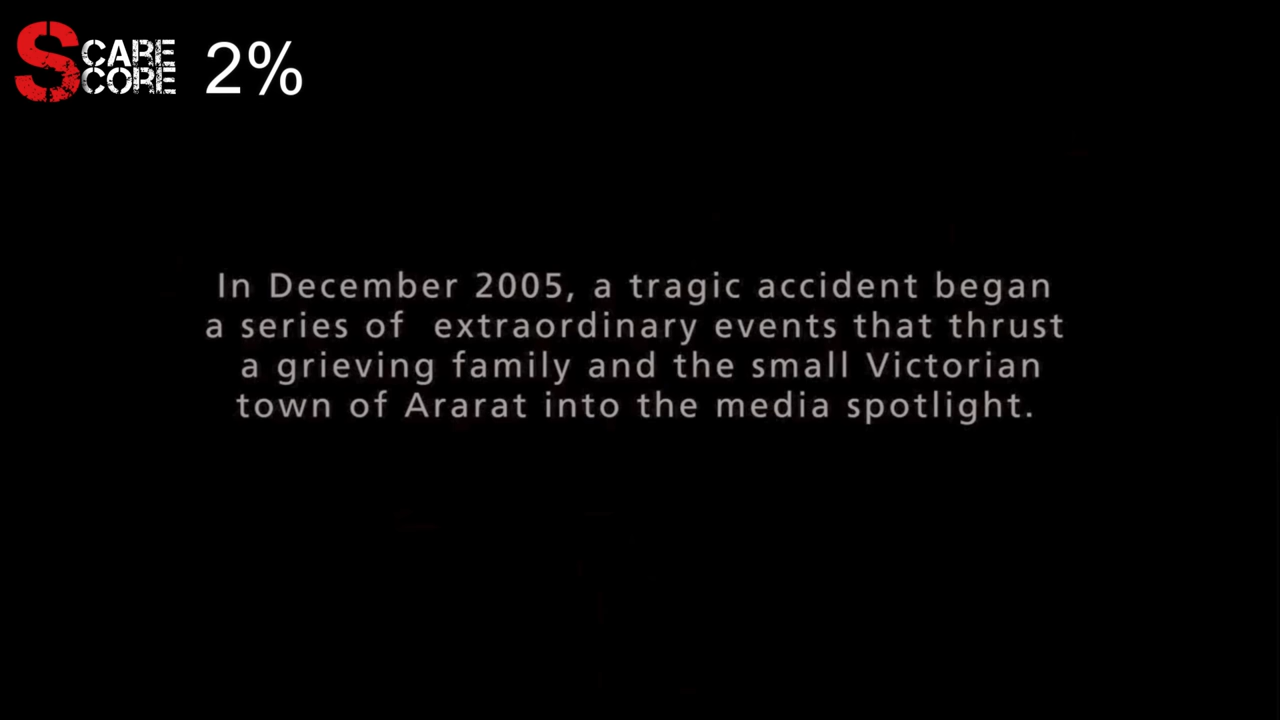 SCARE SCORE 2%
In December 2005, a tragic accident began
a series of  extraordinary events that thrust
a grieving family and the small Victorian
town of Ararat into the media spotlight.